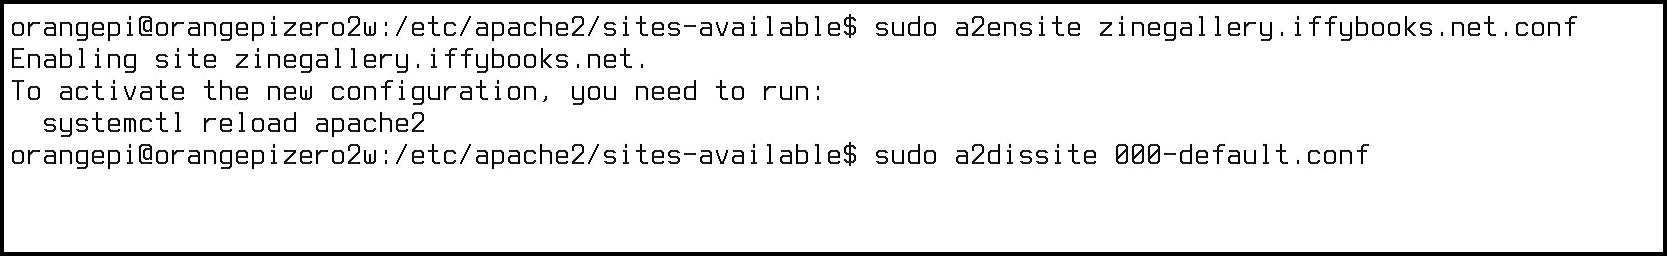 orangepi@orangepizero2w:/etc/apache2/sites-available$ sudo a2ensite zinegallery.iffybooks.net.conf
Enabling site zinegallery.iffybooks.net.
To activate the new configuration, you need to run:
  systemctl reload apache2
orangepi@orangepizero2w:/etc/apache2/sites-available$ sudo a2dissite 000-default.conf